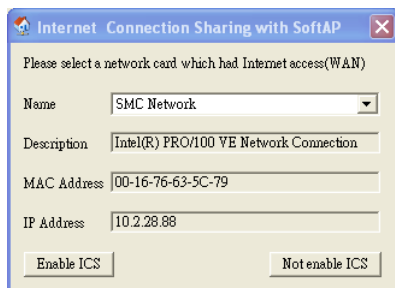 Internet Connection Sharing with SoftAP
Please select a network card which had Internet access(WAN)
Name SMC Network
Description Intel(R) PRO/100 VE Network Connection
MAC Address 00-16-76-63-5C-79
IP Address 10.2.28.88
Enable ICS Not enable ICS